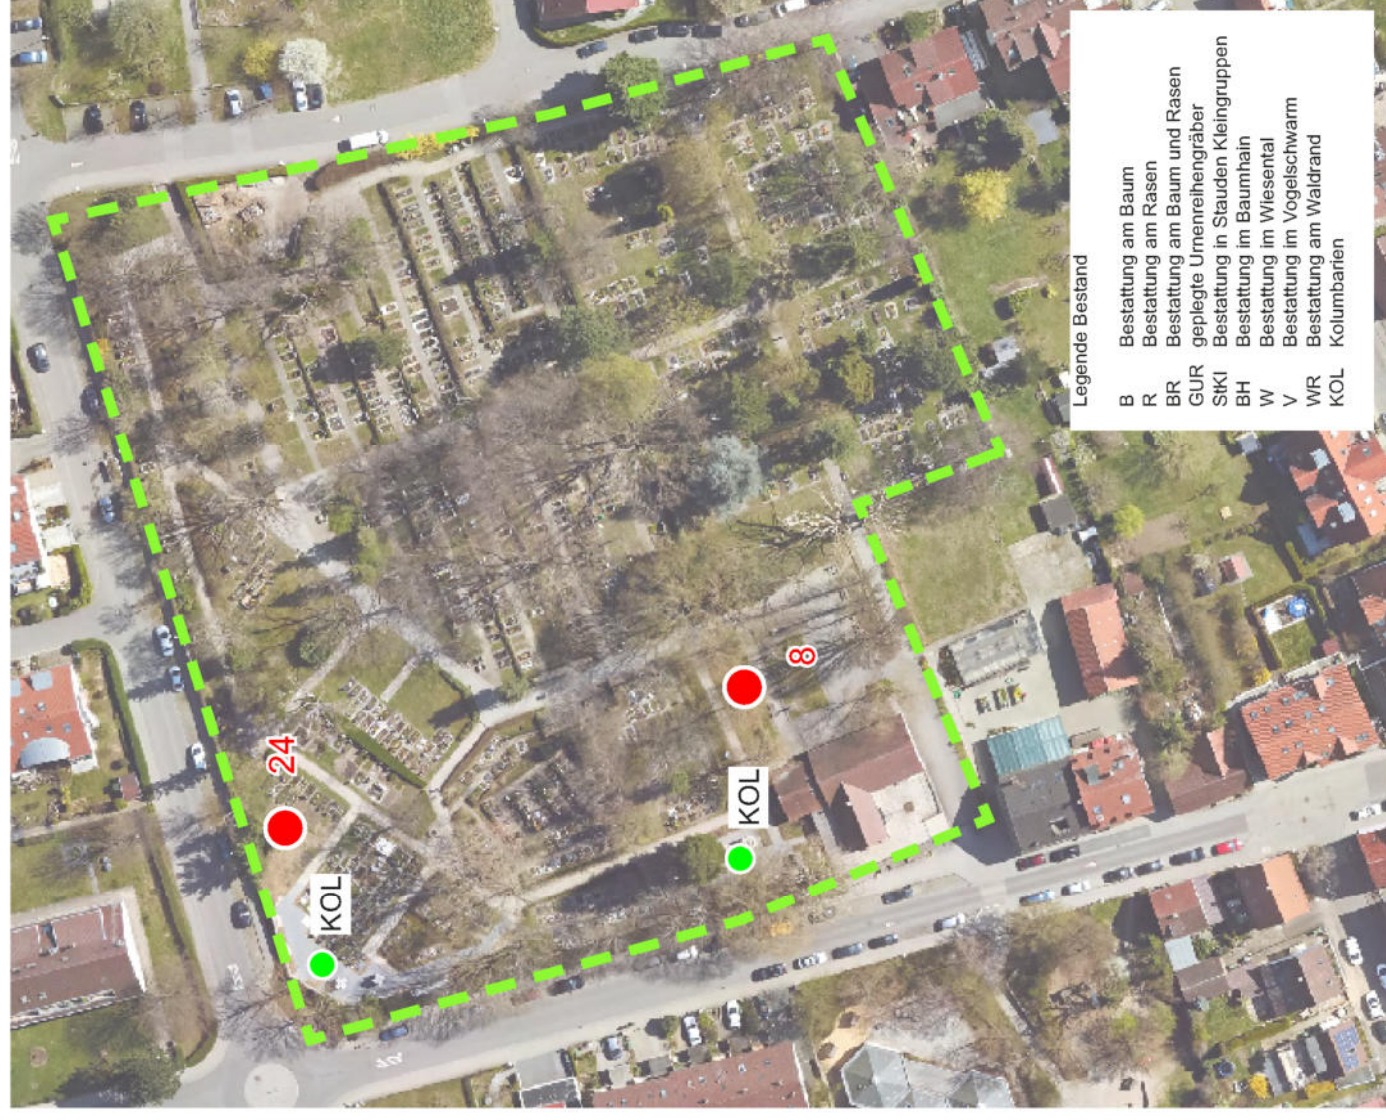 24
KOL
8
KOL
Legende Bestand
B Bestattung am Baum
R Bestattung am Rasen
BR Bestattung am Baum und Rasen
GUR geplegte Urnenreihengräber
StKl Bestattung in Stauden Kleingruppen
BH Bestattung im Baumhain
W Bestattung im Wiesental
V Bestattung im Vogelschwarm
WR Bestattung am Waldrand
KOL Kolumbarien